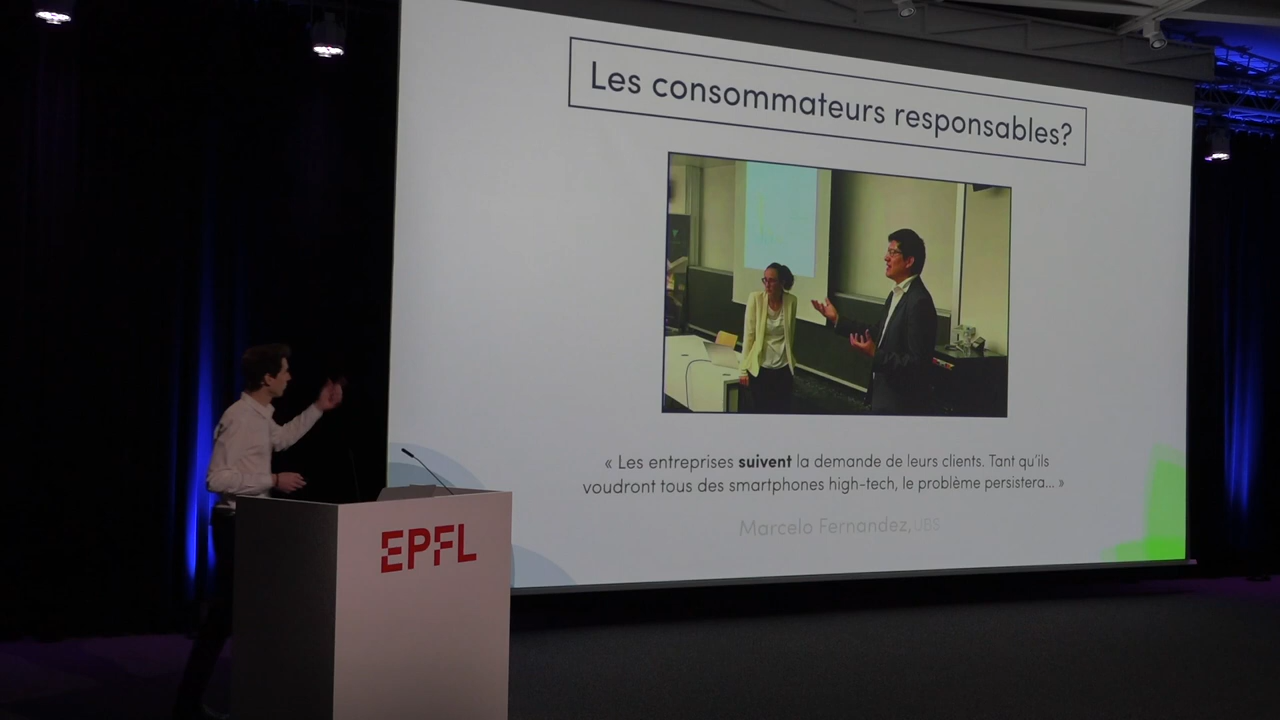 Les consommateurs responsables?
« Les entreprises suivent la demande de leurs clients. Tant qu'ils
voudront tous des smartphones high-tech, le problème persistera... »
Marcelo Fernandez, UBS
EPFL